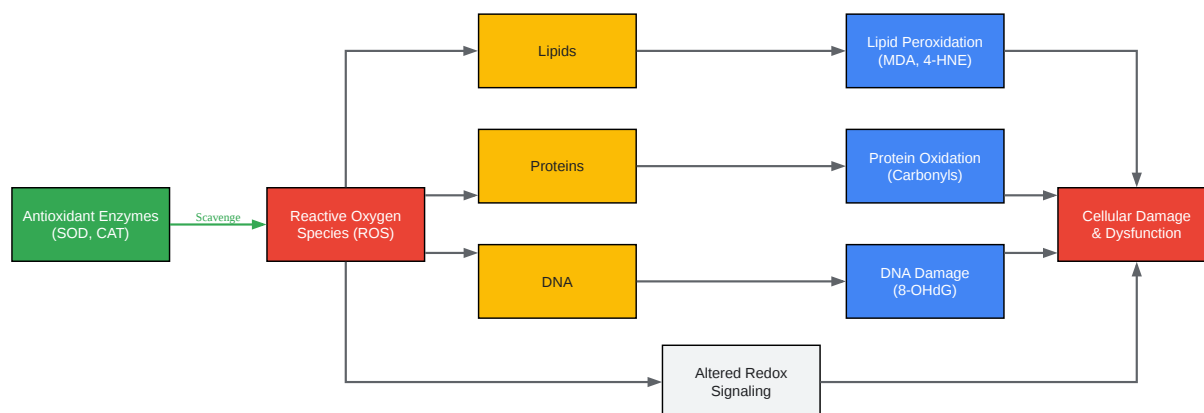 Antioxidant Enzymes
(SOD, CAT)
Scavenge
Reactive Oxygen
Species (ROS)
Lipids
Proteins
DNA
Altered Redox
Signaling
Lipid Peroxidation
(MDA, 4-HNE)
Protein Oxidation
(Carbonyls)
DNA Damage
(8-OHdG)
Cellular Damage
& Dysfunction